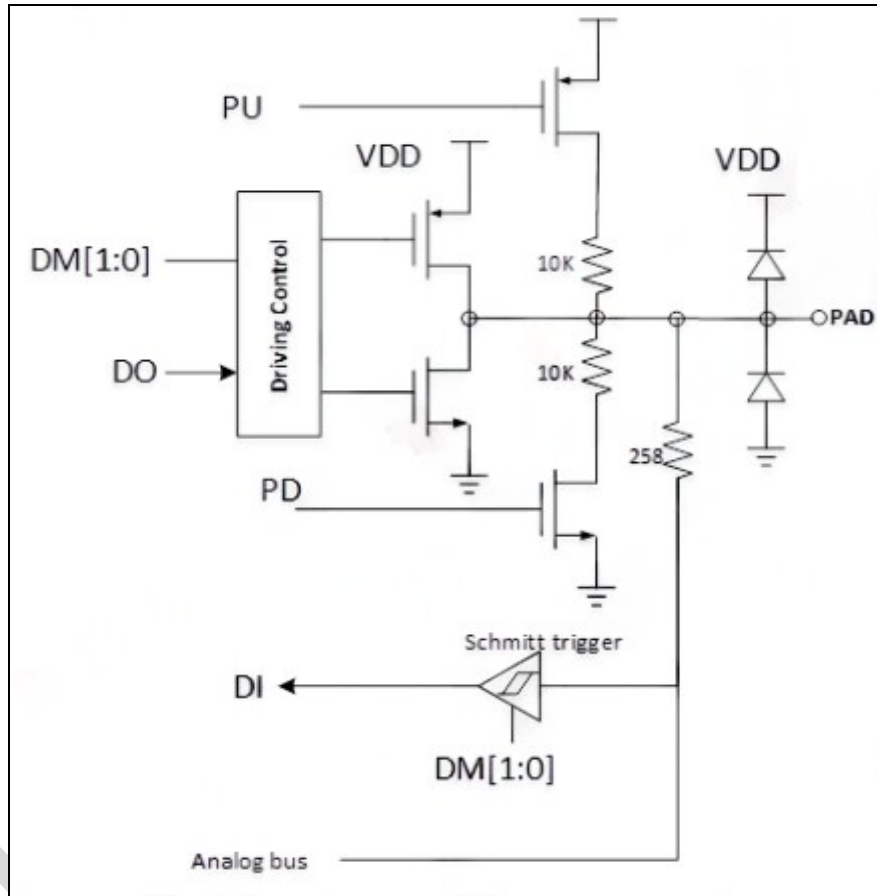 PU
VDD
VDD
DM[1:0]
10K
Driving Control
PAD
DO
10K
258
PD
Schmitt trigger
DI
DM[1:0]
Analog bus